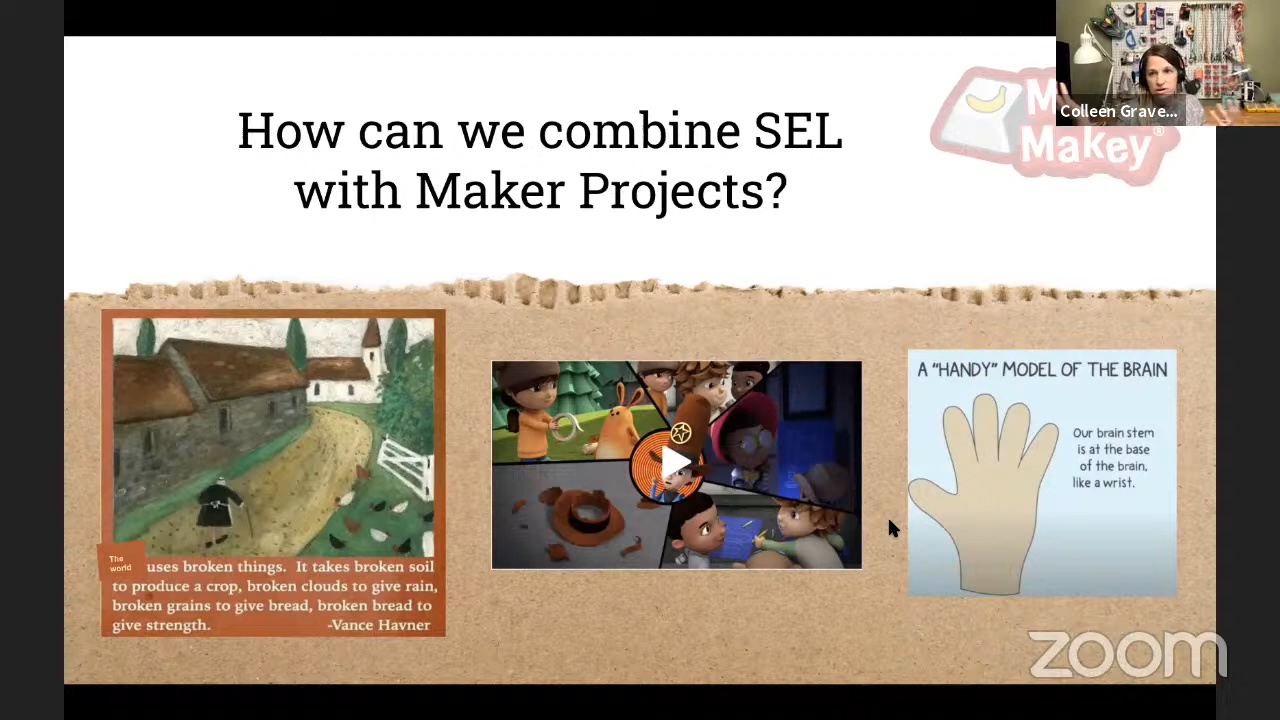 How can we combine SEL
with Maker Projects?
Makey®
Colleen Grave...
The
world
uses broken things. It takes broken soil
to produce a crop, broken clouds to give rain,
broken grains to give bread, broken bread to
give strength. -Vance Havner
A "HANDY" MODEL OF THE BRAIN
Our brain stem
is at the base
of the brain,
like a wrist.
zoom